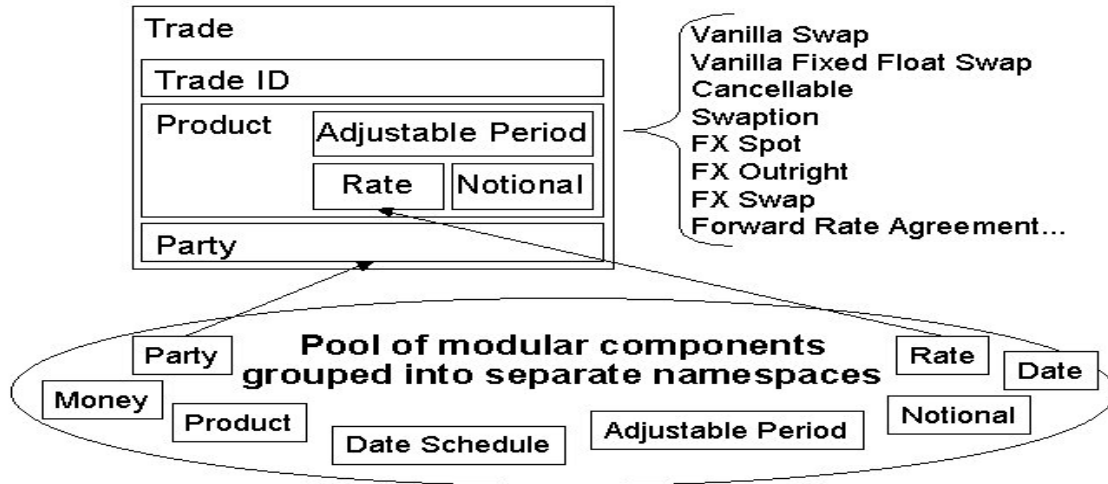 Trade
Trade ID
Product
Adjustable Period
Rate
Notional
Party
Vanilla Swap
Vanilla Fixed Float Swap
Cancellable
Swaption
FX Spot
FX Outright
FX Swap
Forward Rate Agreement...
Pool of modular components
grouped into separate namespaces
Party
Rate
Date
Money
Product
Date Schedule
Adjustable Period
Notional